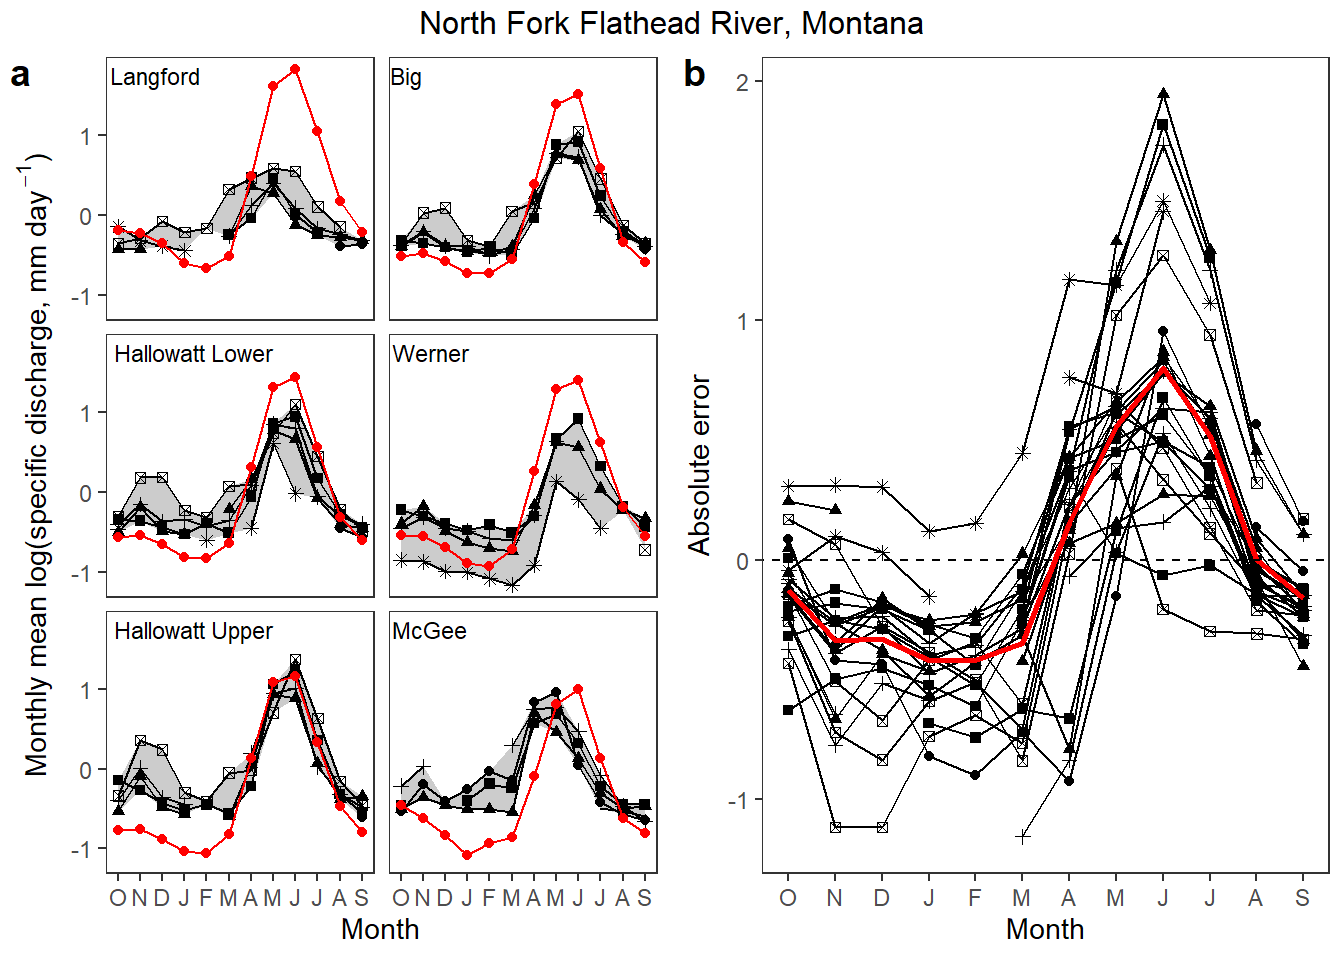 North Fork Flathead River, Montana
a
Monthly mean log(specific discharge, mm day⁻¹)
Langford
Big
1
0
-1
Hallowatt Lower
Werner
1
0
-1
Hallowatt Upper
McGee
1
0
-1
O N D J F M A M J J A S
O N D J F M A M J J A S
Month
b
Absolute error
2
1
0
-1
O N D J F M A M J J A S
Month